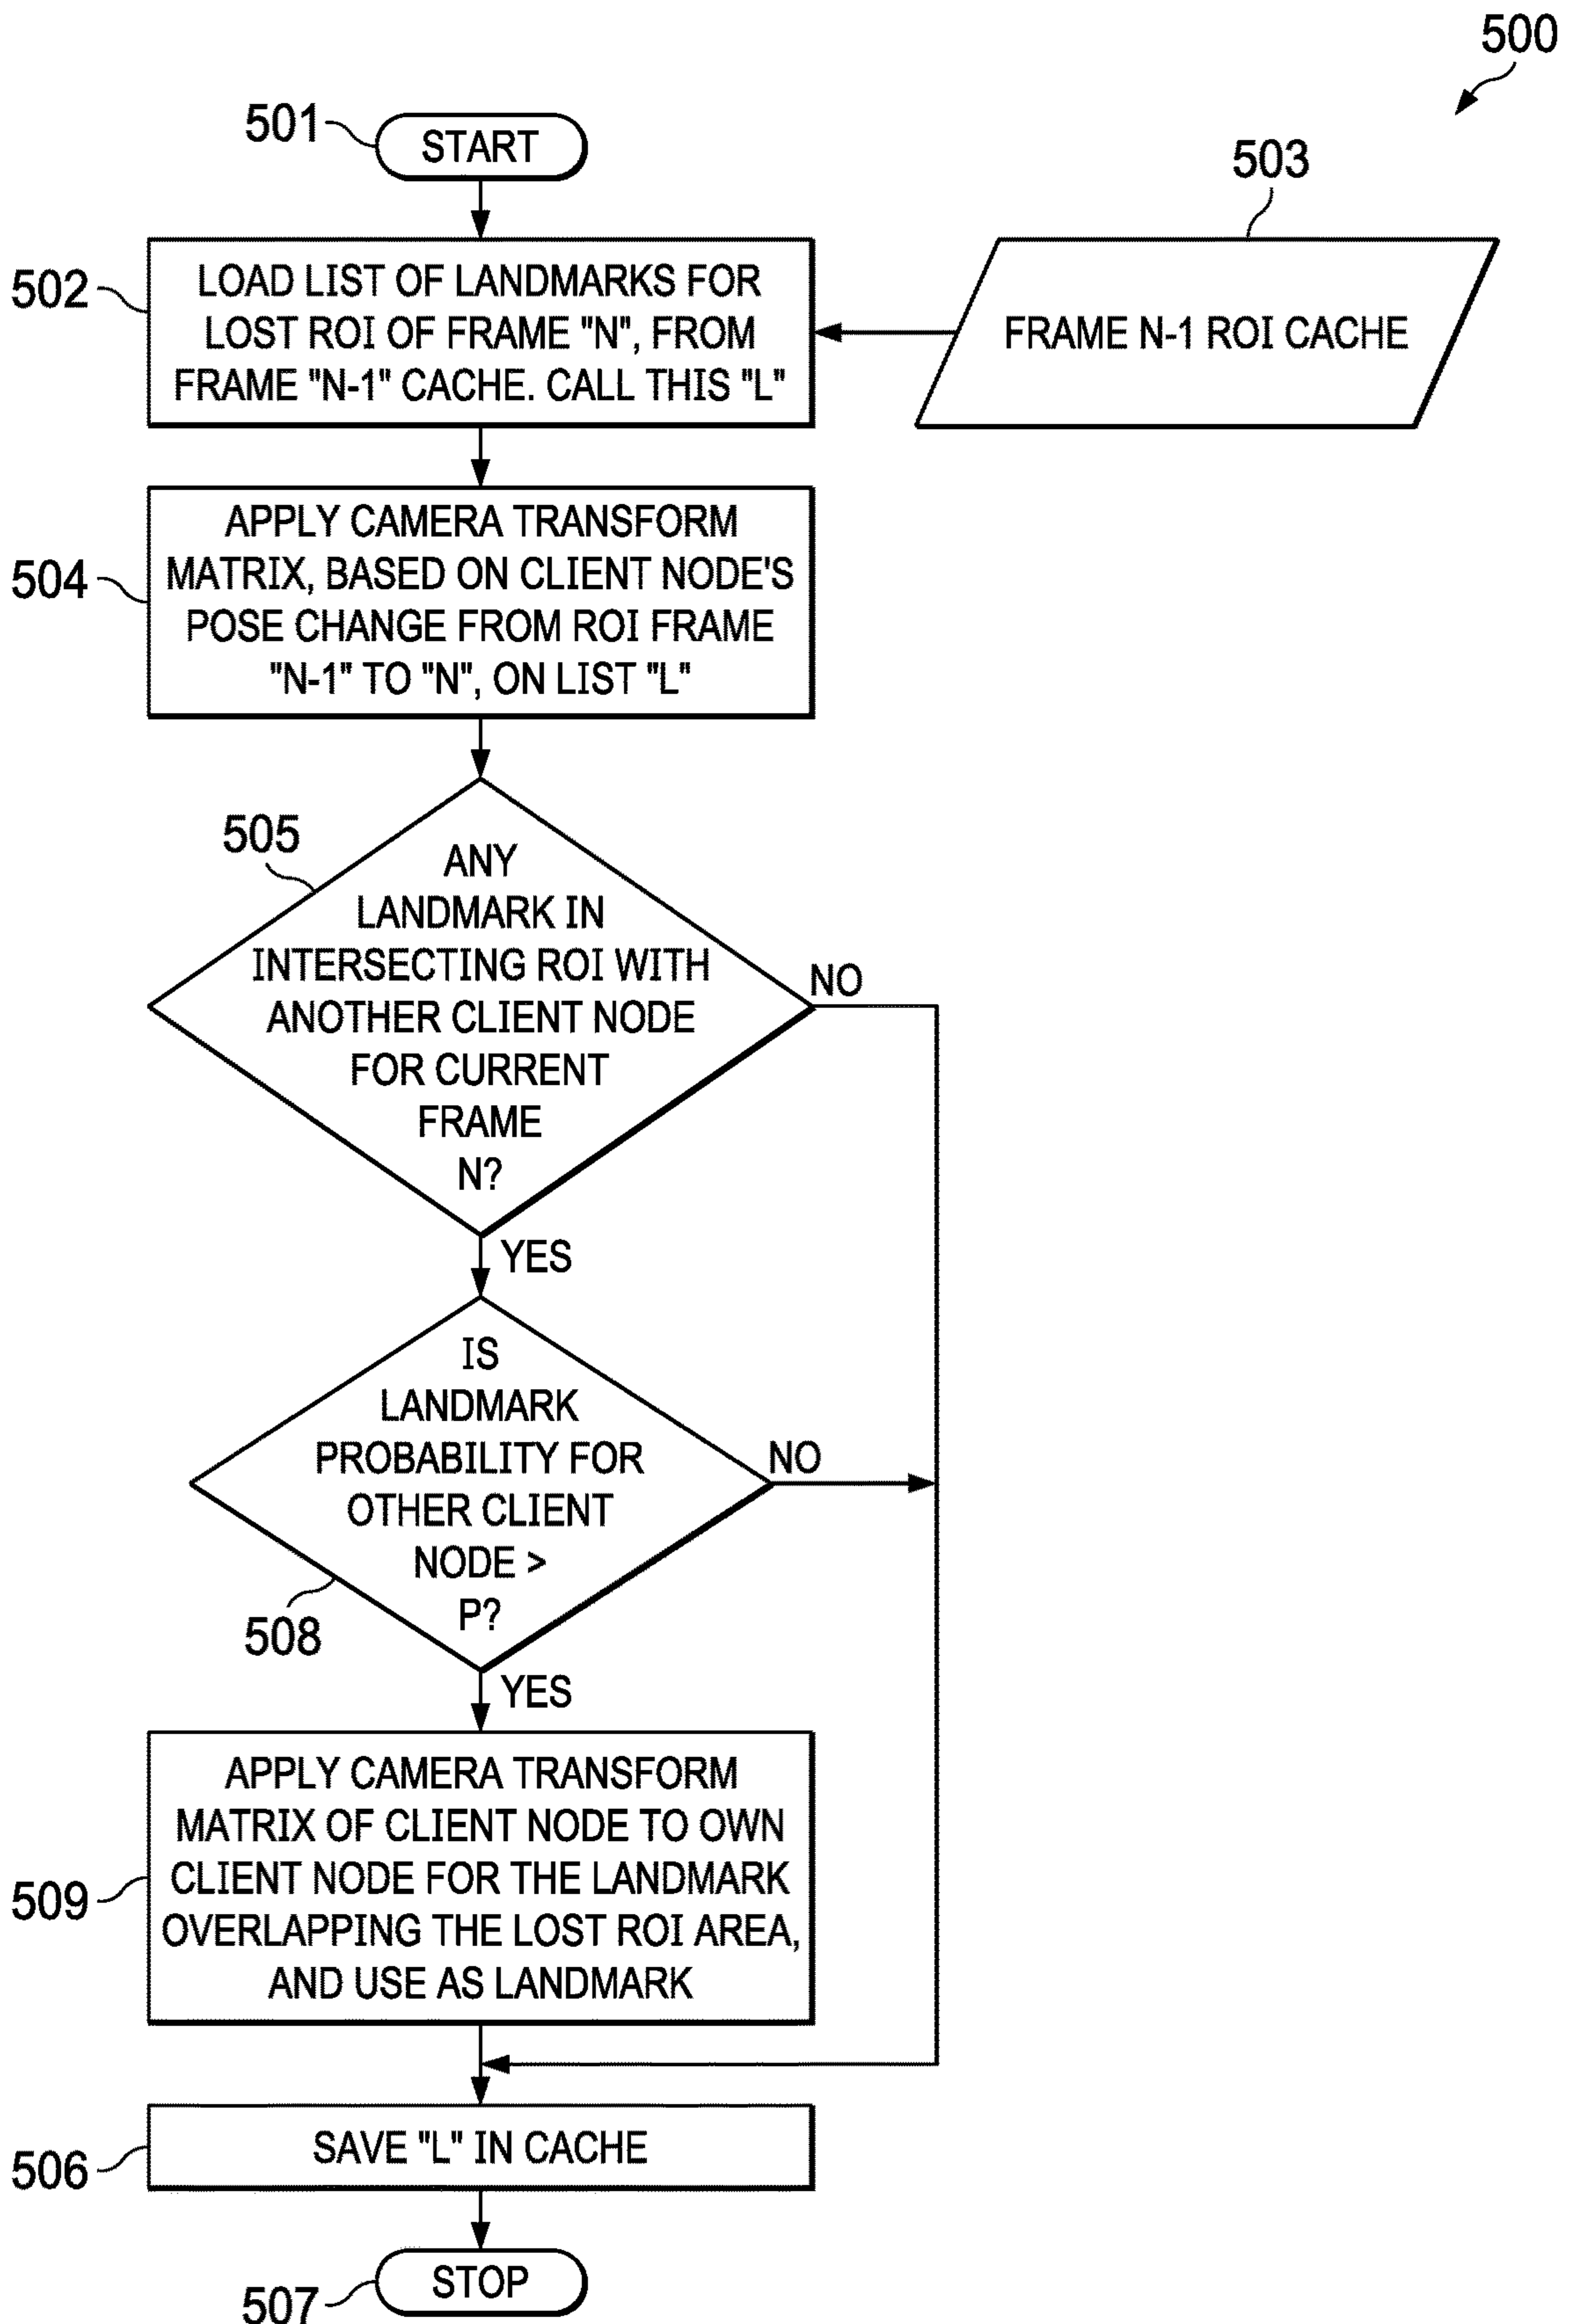 500
501
START
503
502
LOAD LIST OF LANDMARKS FOR
LOST ROI OF FRAME "N", FROM
FRAME "N-1" CACHE. CALL THIS "L"
FRAME N-1 ROI CACHE
504
APPLY CAMERA TRANSFORM
MATRIX, BASED ON CLIENT NODE'S
POSE CHANGE FROM ROI FRAME
"N-1" TO "N", ON LIST "L"
505
ANY
LANDMARK IN
INTERSECTING ROI WITH
ANOTHER CLIENT NODE
FOR CURRENT
FRAME
N?
NO
YES
IS
LANDMARK
PROBABILITY FOR
OTHER CLIENT
NODE >
P?
NO
508
YES
509
APPLY CAMERA TRANSFORM
MATRIX OF CLIENT NODE TO OWN
CLIENT NODE FOR THE LANDMARK
OVERLAPPING THE LOST ROI AREA,
AND USE AS LANDMARK
506
SAVE "L" IN CACHE
507
STOP